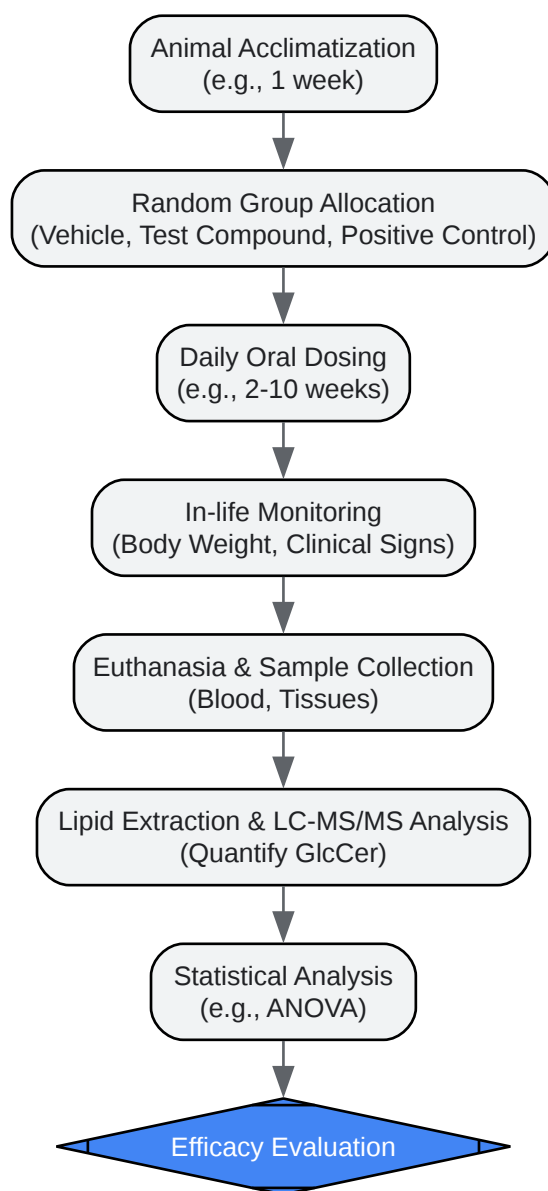 Animal Acclimatization
(e.g., 1 week)
Random Group Allocation
(Vehicle, Test Compound, Positive Control)
Daily Oral Dosing
(e.g., 2-10 weeks)
In-life Monitoring
(Body Weight, Clinical Signs)
Euthanasia & Sample Collection
(Blood, Tissues)
Lipid Extraction & LC-MS/MS Analysis
(Quantify GlcCer)
Statistical Analysis
(e.g., ANOVA)
Efficacy Evaluation